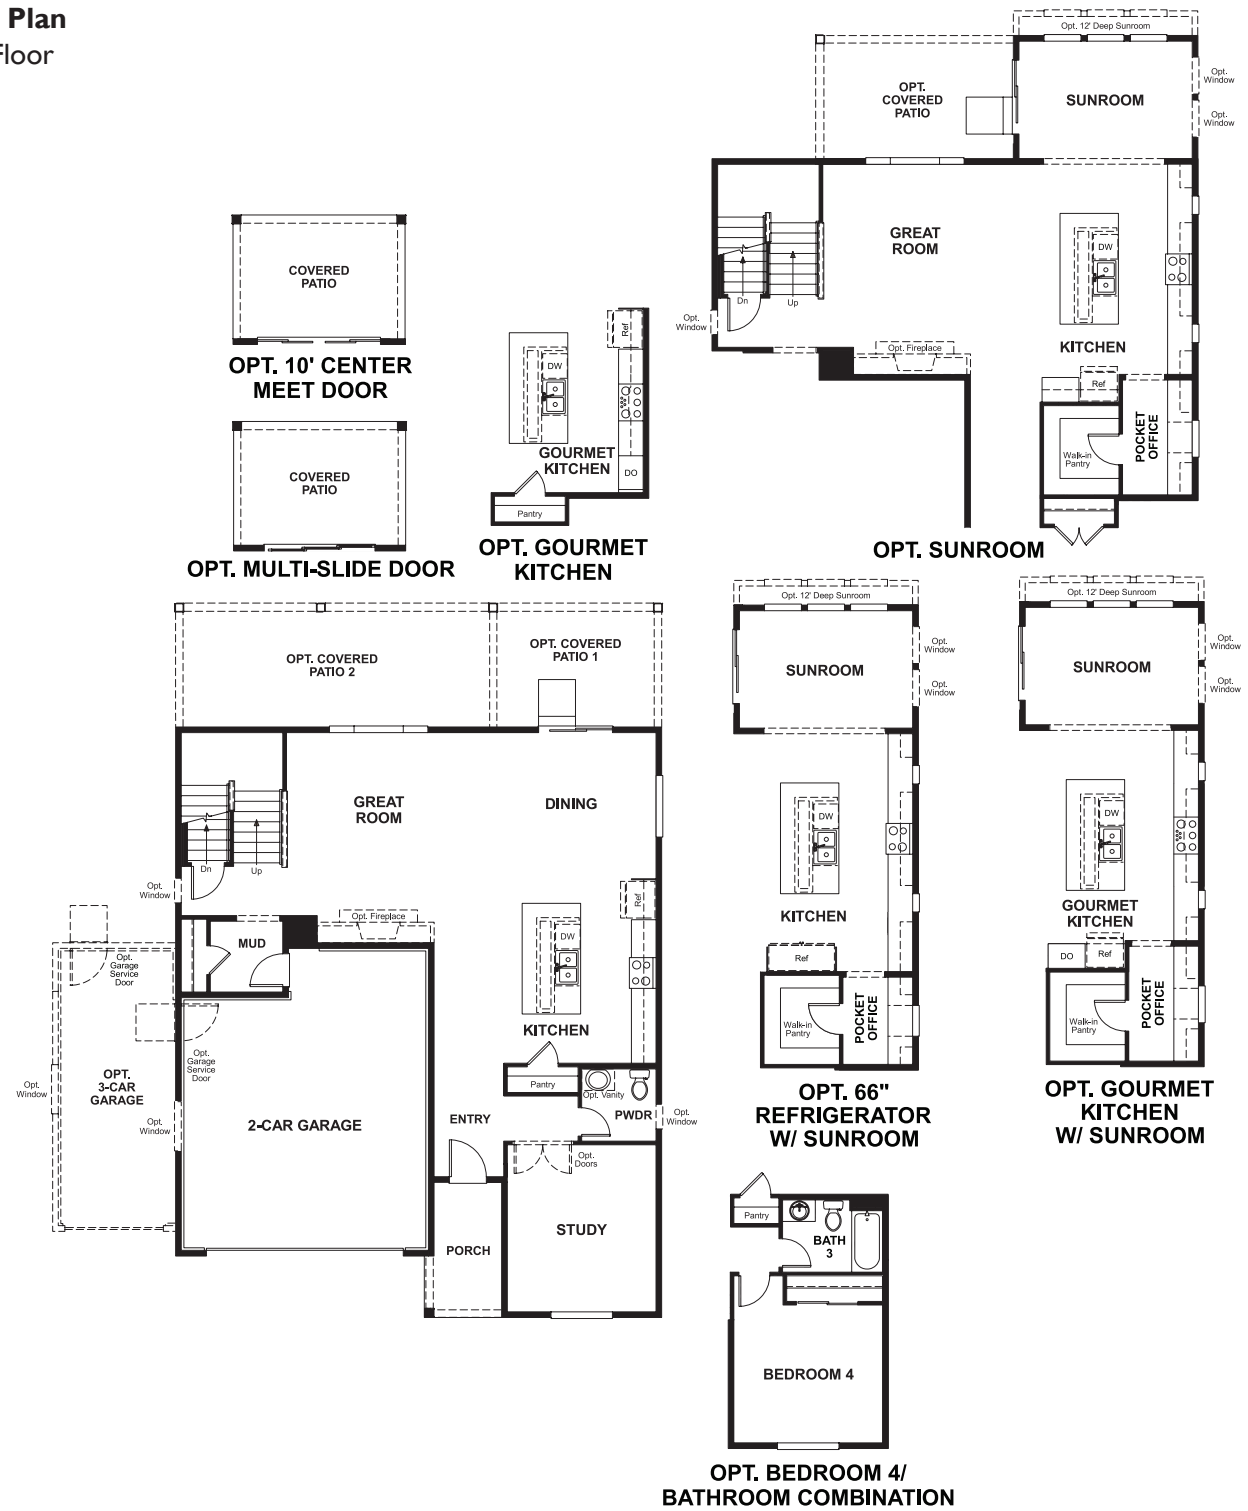 Plan
Floor
Opt. 12' Deep Sunroom
OPT.
COVERED
PATIO
SUNROOM
Opt.
Window
Opt.
Window
GREAT
ROOM
DW
Dn
Up
Opt.
Window
Opt. Fireplace
KITCHEN
Ref
Walk-in
Pantry
POCKET
OFFICE
OPT. SUNROOM
COVERED
PATIO
OPT. 10' CENTER
MEET DOOR
COVERED
PATIO
OPT. MULTI-SLIDE DOOR
Ref
DW
GOURMET
KITCHEN
DO
Pantry
OPT. GOURMET
KITCHEN
OPT. COVERED
PATIO 2
OPT. COVERED
PATIO 1
GREAT
ROOM
DINING
Dn
Up
Opt.
Window
Opt. Fireplace
MUD
Ref
DW
KITCHEN
Opt.
Garage
Service
Door
Opt.
Garage
Service
Door
OPT.
3-CAR
GARAGE
Opt.
Window
Opt.
Window
2-CAR GARAGE
ENTRY
Pantry
Opt. Vanity
PWDR
Opt.
Window
Opt.
Doors
STUDY
PORCH
Opt. 12' Deep Sunroom
SUNROOM
Opt.
Window
Opt.
Window
DW
KITCHEN
Ref
Walk-in
Pantry
POCKET
OFFICE
OPT. 66"
REFRIGERATOR
W/ SUNROOM
Opt. 12' Deep Sunroom
SUNROOM
Opt.
Window
Opt.
Window
DW
GOURMET
KITCHEN
DO
Ref
Walk-in
Pantry
POCKET
OFFICE
OPT. GOURMET
KITCHEN
W/ SUNROOM
Pantry
BATH
3
BEDROOM 4
OPT. BEDROOM 4/
BATHROOM COMBINATION